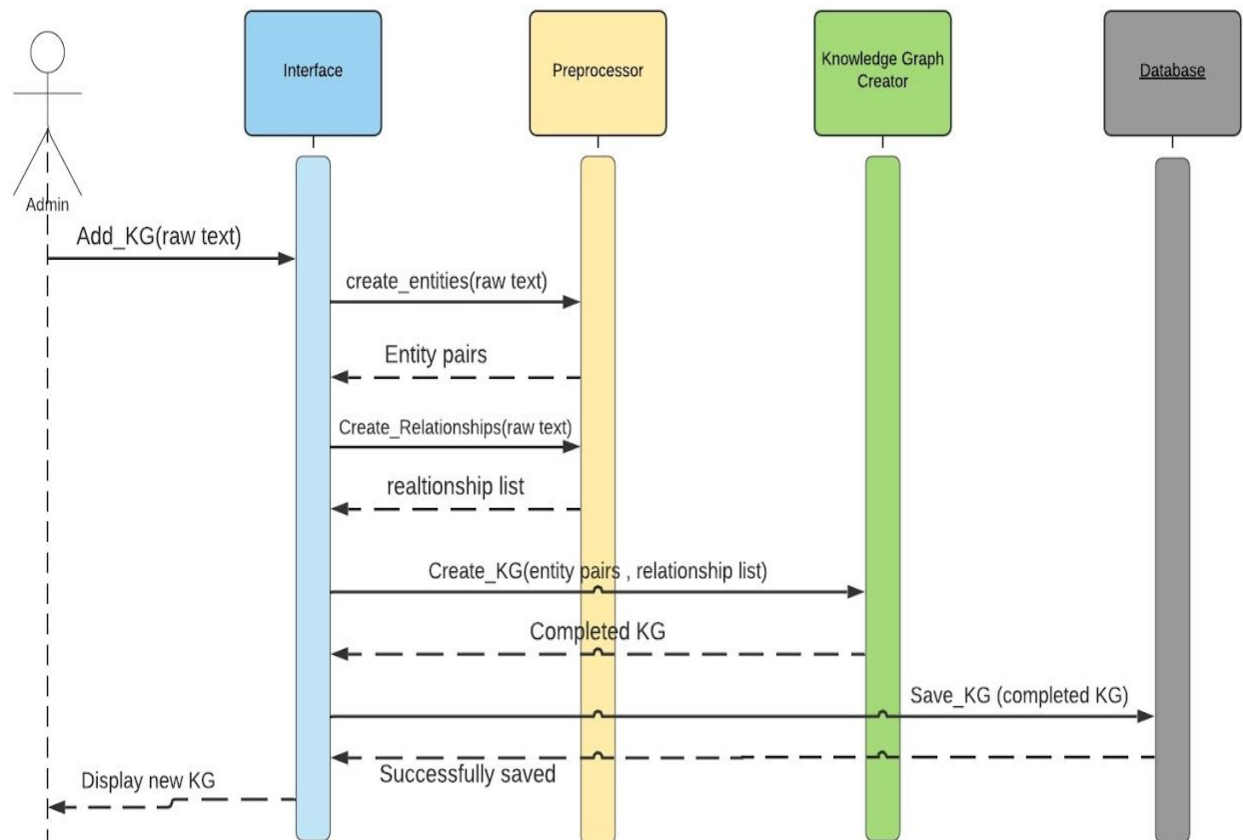 Interface
Preprocessor
Knowledge Graph
Creator
Database
Admin
Add_KG(raw text)
create_entities(raw text)
Entity pairs
Create_Relationships(raw text)
realtionship list
Create_KG(entity pairs , relationship list)
Completed KG
Save_KG (completed KG)
Successfully saved
Display new KG